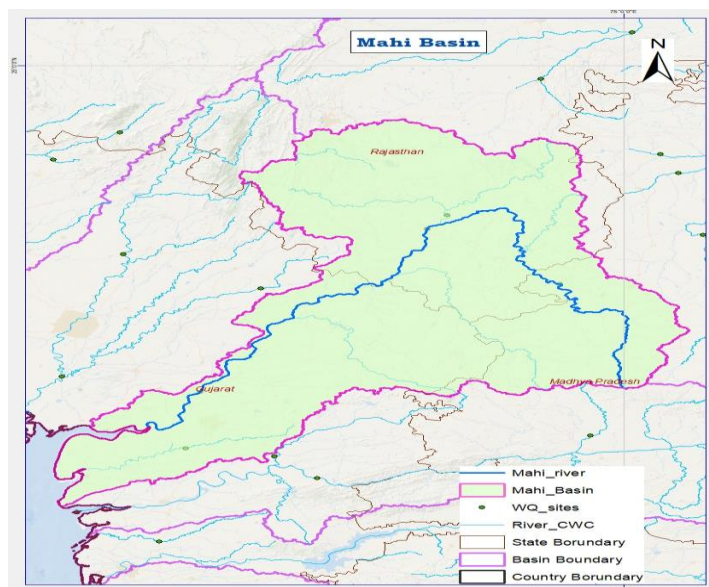 Mahi Basin
N
Rajasthan
Gujarat
Madhya Pradesh
Mahi_river
Mahi_Basin
WQ_sites
River_CWC
State Borundary
Basin Boundary
Country Borundary